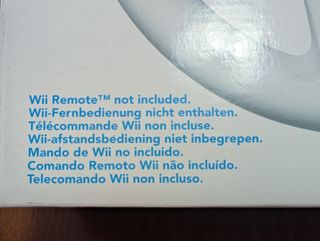 Wii Remote™ not included.
Wii-Fernbedienung nicht enthalten.
Télécommande Wii non incluse.
Wii-afstandsbediening niet inbegrepen.
Mando de Wii no incluido.
Comando Remoto Wii não incluído.
Telecomando Wii non incluso.